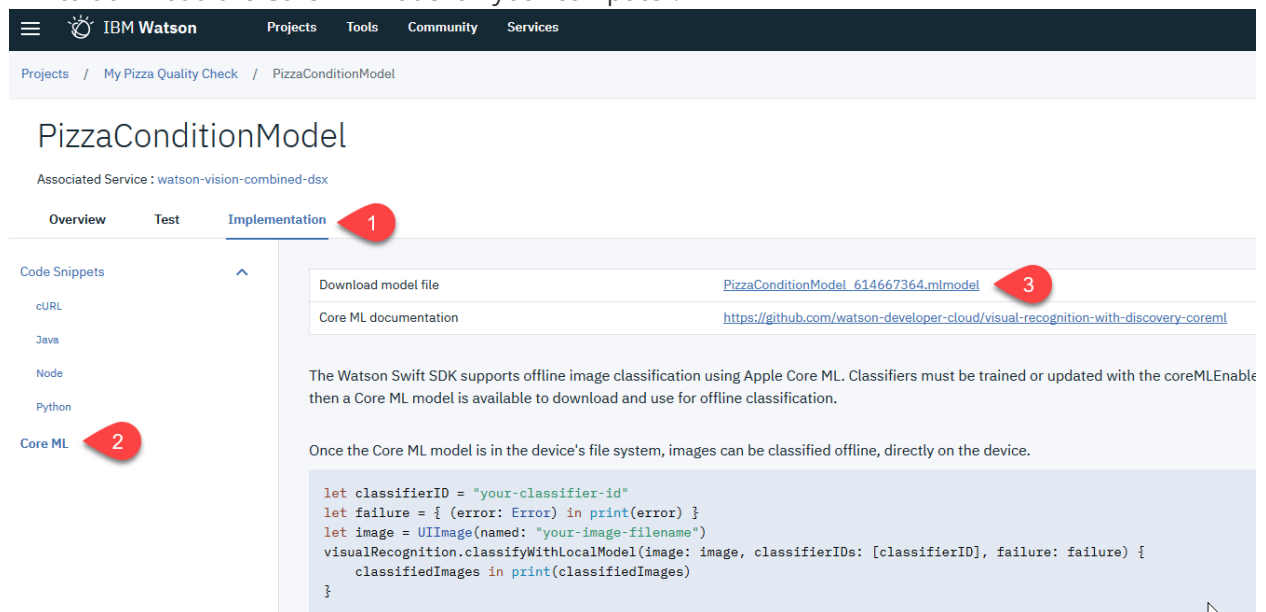 IBM Watson Projects Tools Community Services
Projects / My Pizza Quality Check / PizzaConditionModel
PizzaConditionModel
Associated Service : watson-vision-combined-dsx
Overview Test Implementation 1
Code Snippets
cURL
Java
Node
Python
Core ML 2
Download model file PizzaConditionModel_614667364.mlmodel 3
Core ML documentation https://github.com/watson-developer-cloud/visual-recognition-with-discovery-coreml
The Watson Swift SDK supports offline image classification using Apple Core ML. Classifiers must be trained or updated with the coreMLEnable
then a Core ML model is available to download and use for offline classification.
Once the Core ML model is in the device's file system, images can be classified offline, directly on the device.
let classifierID = "your-classifier-id"
let failure = { (error: Error) in print(error) }
let image = UIImage(named: "your-image-filename")
visualRecognition.classifyWithLocalModel(image: image, classifierIDs: [classifierID], failure: failure) {
    classifiedImages in print(classifiedImages)
}